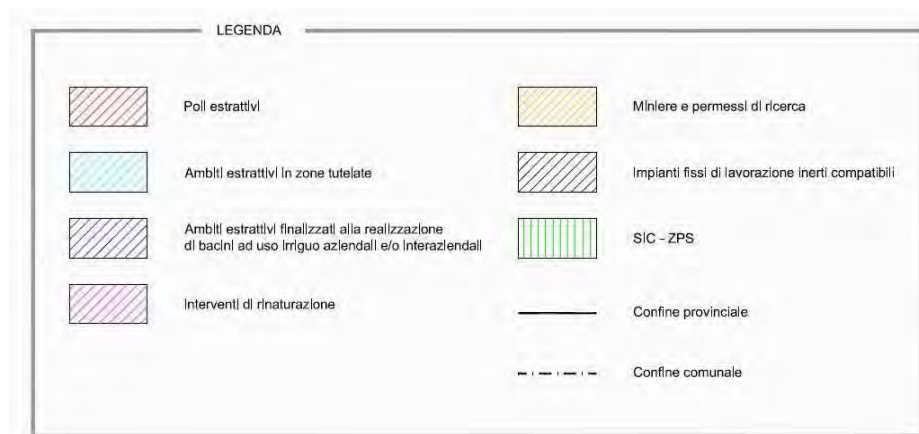 LEGENDA
Poli estrattivi
Ambiti estrattivi in zone tutelate
Ambiti estrattivi finalizzati alla realizzazione
di bacini ad uso irriguo aziendali e/o interaziendali
Interventi di rinaturazione
Miniere e permessi di ricerca
Impianti fissi di lavorazione inerti compatibili
SIC - ZPS
Confine provinciale
Confine comunale